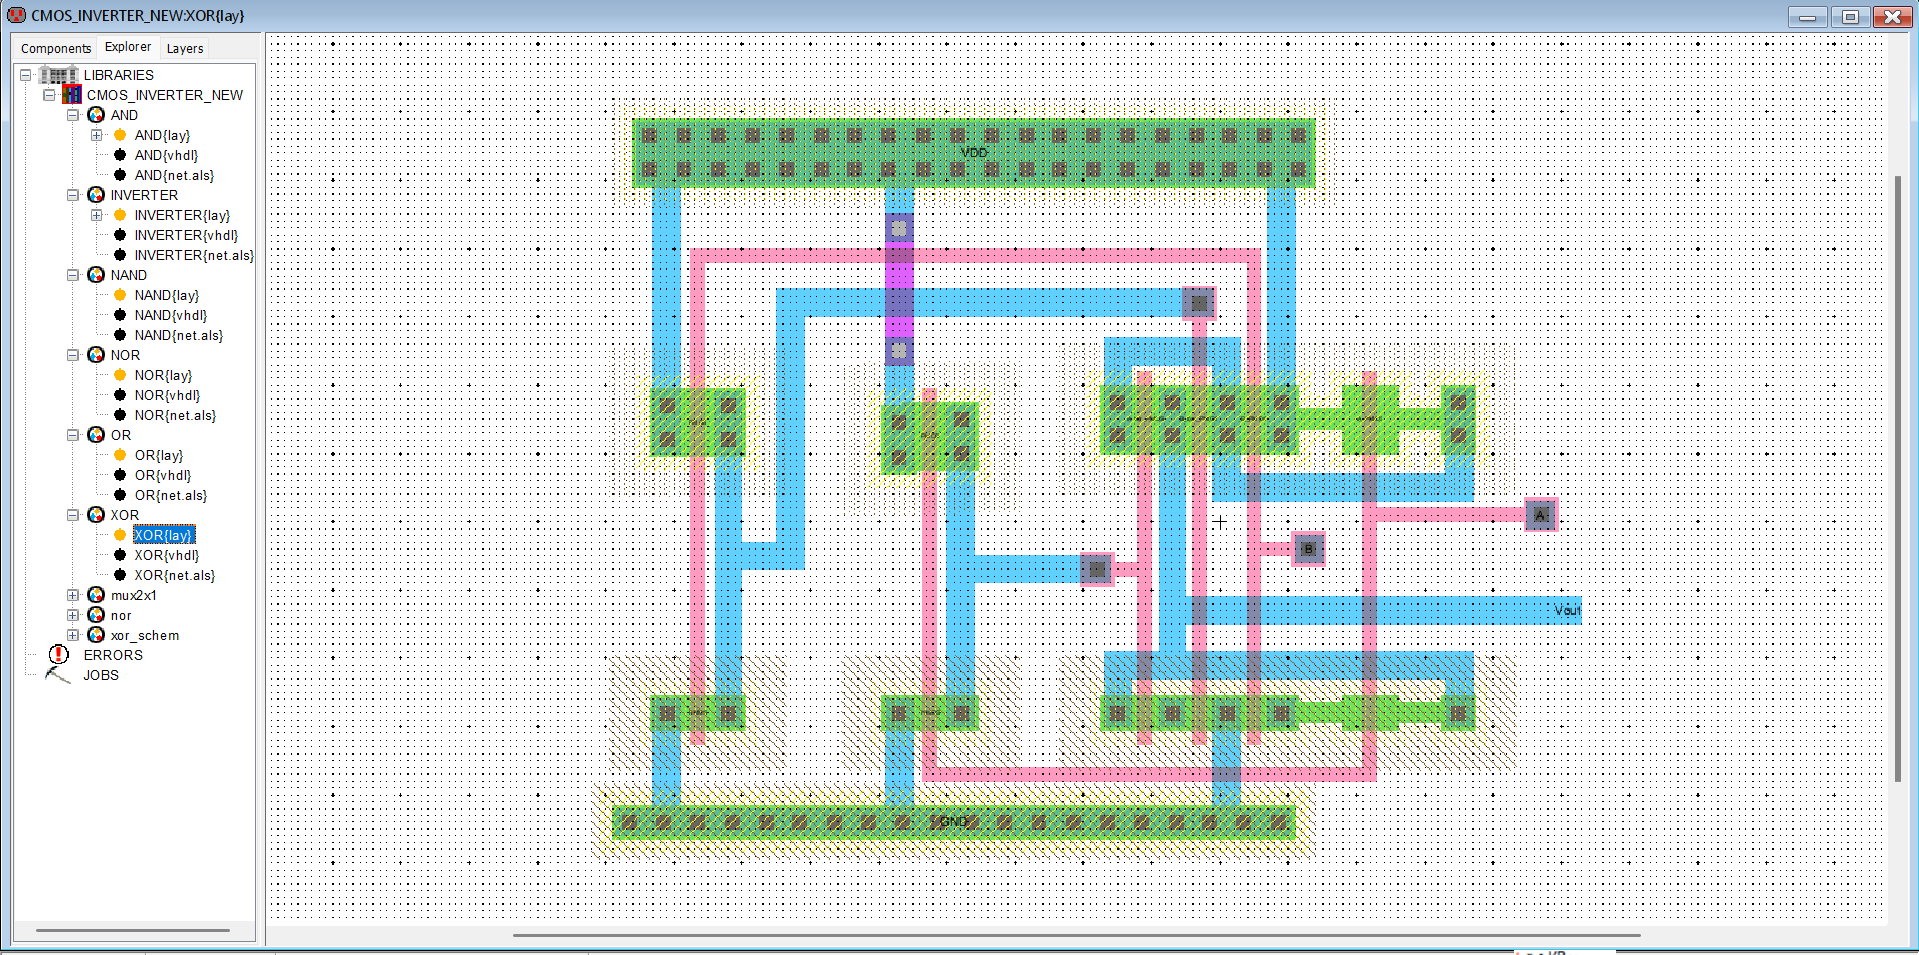 CMOS_INVERTER_NEW:XOR{lay}
Components Explorer Layers
LIBRARIES
CMOS_INVERTER_NEW
AND
AND{lay}
AND{vhdl}
AND{net.als}
INVERTER
INVERTER{lay}
INVERTER{vhdl}
INVERTER{net.als}
NAND
NAND{lay}
NAND{vhdl}
NAND{net.als}
NOR
NOR{lay}
NOR{vhdl}
NOR{net.als}
OR
OR{lay}
OR{vhdl}
OR{net.als}
XOR
XOR{lay}
XOR{vhdl}
XOR{net.als}
mux2x1
nor
xor_schem
ERRORS
JOBS
VDD
A
B
Vout
GND